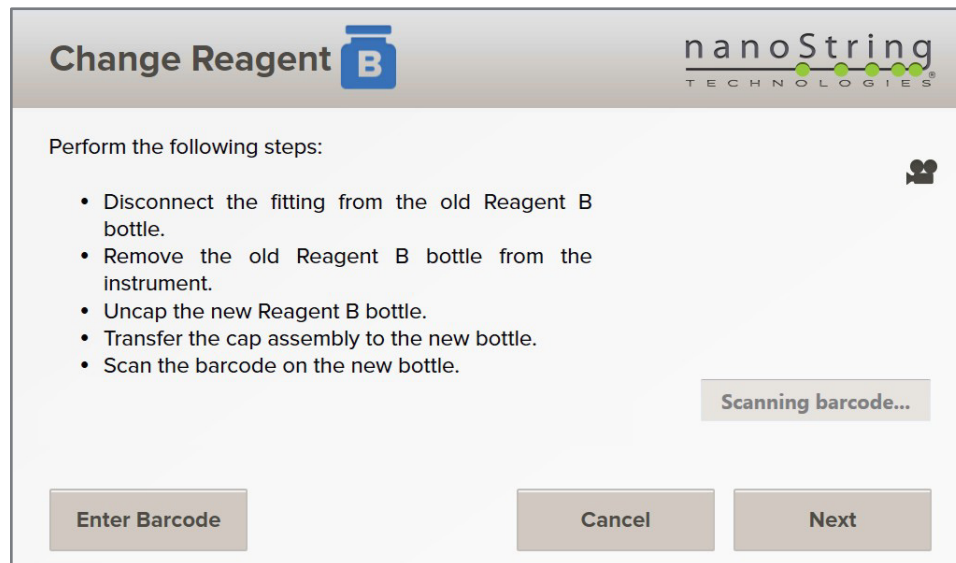 Change Reagent B
nanoString
TECHNOLOGIES®
Perform the following steps:
• Disconnect the fitting from the old Reagent B
bottle.
• Remove the old Reagent B bottle from the
instrument.
• Uncap the new Reagent B bottle.
• Transfer the cap assembly to the new bottle.
• Scan the barcode on the new bottle.
Scanning barcode...
Enter Barcode
Cancel
Next